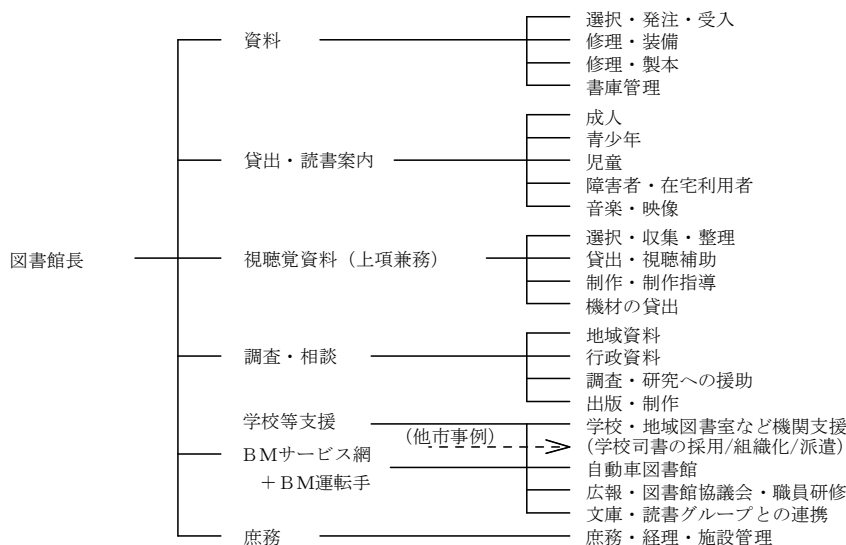 図書館長
資料
選択・発注・受入
修理・装備
修理・製本
書庫管理
貸出・読書案内
成人
青少年
児童
障害者・在宅利用者
音楽・映像
視聴覚資料（上項兼務）
選択・収集・整理
貸出・視聴補助
制作・制作指導
機材の貸出
調査・相談
地域資料
行政資料
調査・研究への援助
出版・制作
学校等支援
BMサービス網
＋BM運転手
(他市事例)
学校・地域図書室など機関支援
(学校司書の採用/組織化/派遣)
自動車図書館
広報・図書館協議会・職員研修
文庫・読書グループとの連携
庶務
庶務・経理・施設管理